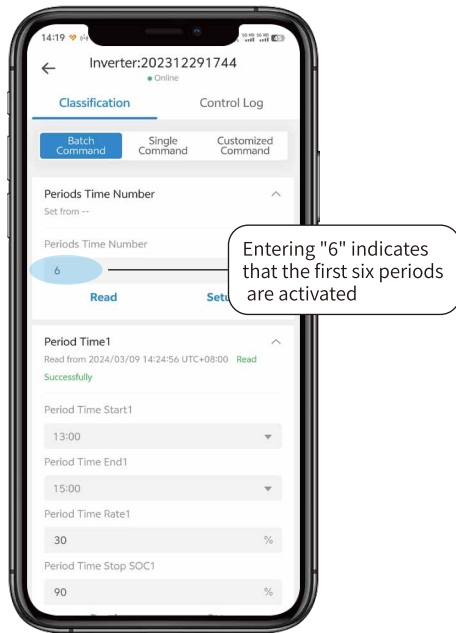 14:19
Inverter:202312291744
Online
Classification Control Log
Batch Command Single Command Customized Command
Periods Time Number
Set from --
Periods Time Number
6
Read
Entering "6" indicates
that the first six periods
are activated
Period Time1
Read from 2024/03/09 14:24:56 UTC+08:00 Read
Successfully
Period Time Start1
13:00
Period Time End1
15:00
Period Time Rate1
30 %
Period Time Stop SOC1
90 %